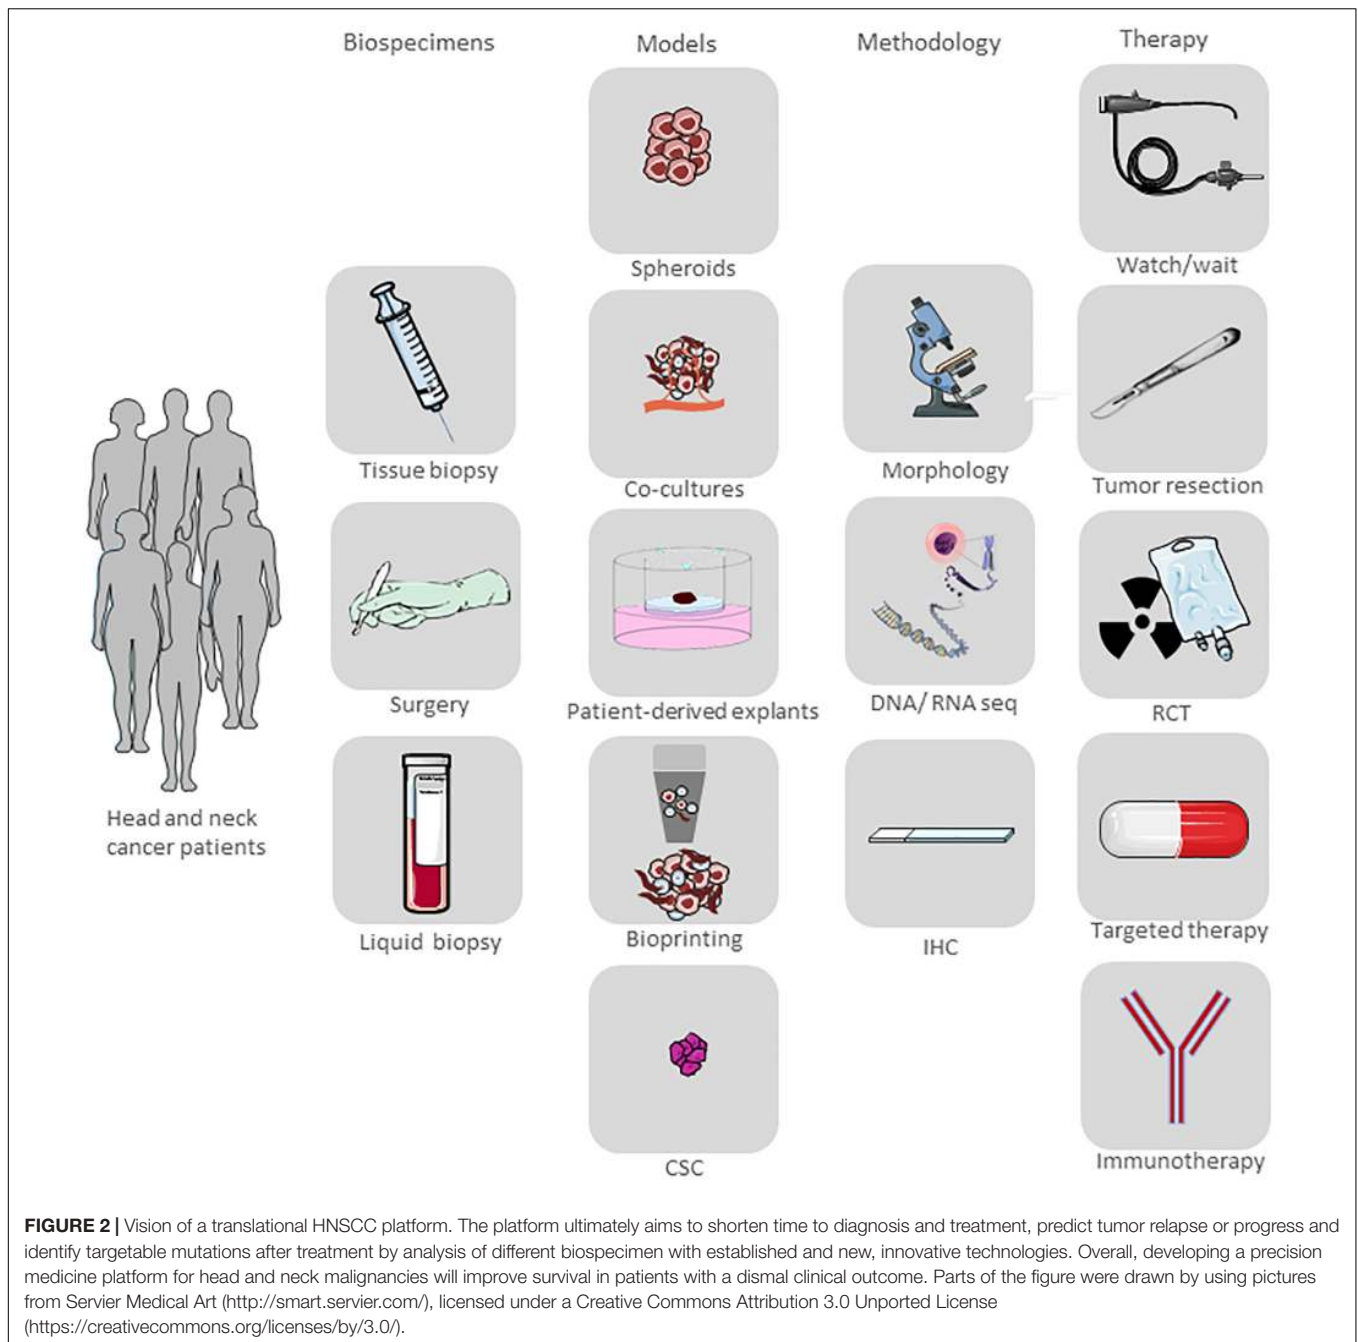 Biospecimens
Models
Methodology
Therapy
Spheroids
Watch/wait
Tissue biopsy
Co-cultures
Morphology
Tumor resection
Surgery
Patient-derived explants
DNA/ RNA seq
RCT
Head and neck
cancer patients
Liquid biopsy
Bioprinting
IHC
Targeted therapy
CSC
Immunotherapy
FIGURE 2 | Vision of a translational HNSCC platform. The platform ultimately aims to shorten time to diagnosis and treatment, predict tumor relapse or progress and
identify targetable mutations after treatment by analysis of different biospecimen with established and new, innovative technologies. Overall, developing a precision
medicine platform for head and neck malignancies will improve survival in patients with a dismal clinical outcome. Parts of the figure were drawn by using pictures
from Servier Medical Art (http://smart.servier.com/), licensed under a Creative Commons Attribution 3.0 Unported License
(https://creativecommons.org/licenses/by/3.0/).